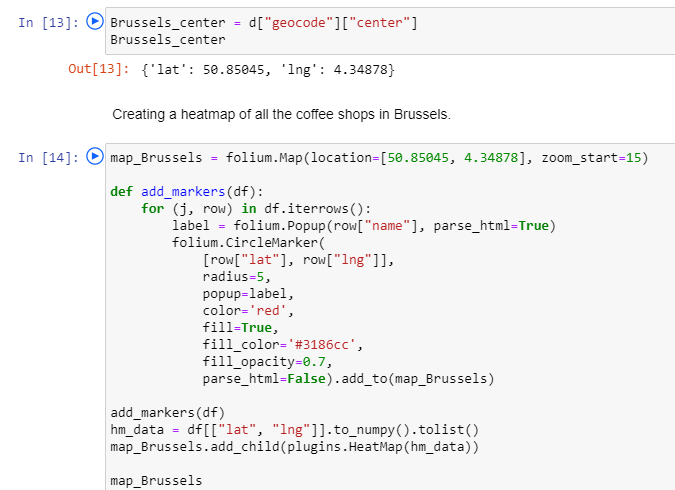 In [13]: Brussels_center = d["geocode"]["center"]
Brussels_center
Out[13]: {'lat': 50.85045, 'lng': 4.34878}
Creating a heatmap of all the coffee shops in Brussels.
In [14]: map_Brussels = folium.Map(location=[50.85045, 4.34878], zoom_start=15)
def add_markers(df):
    for (j, row) in df.iterrows():
        label = folium.Popup(row["name"], parse_html=True)
        folium.CircleMarker(
            [row["lat"], row["lng"]],
            radius=5,
            popup=label,
            color='red',
            fill=True,
            fill_color='#3186cc',
            fill_opacity=0.7,
            parse_html=False).add_to(map_Brussels)
add_markers(df)
hm_data = df[["lat", "lng"]].to_numpy().tolist()
map_Brussels.add_child(plugins.HeatMap(hm_data))
map_Brussels